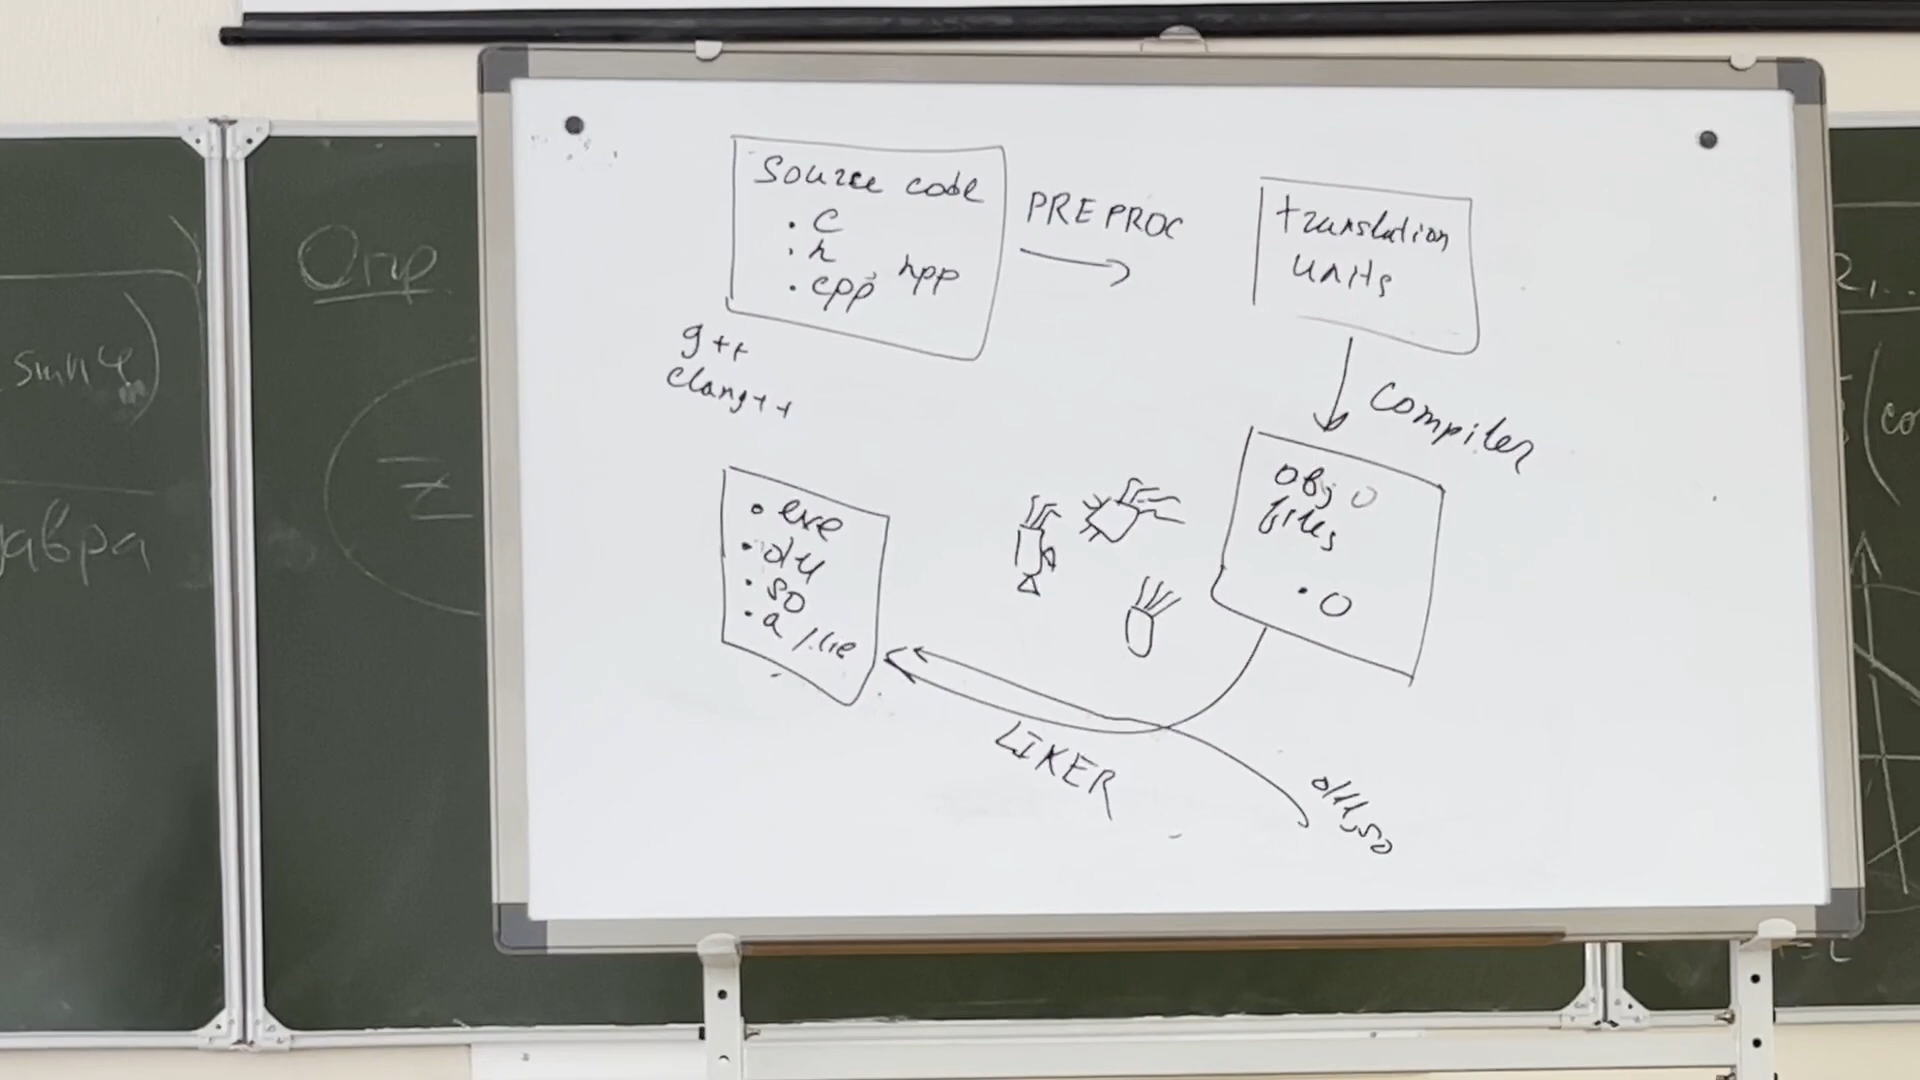 Source code
. c
. h
. cpp, hpp
PREPROC
translation
units
g++
clang++
Compiler
obj
files
. o
. exe
. dll
. so
. a /.lib
LIKER
dll, so
Опр
sin φ
Z =